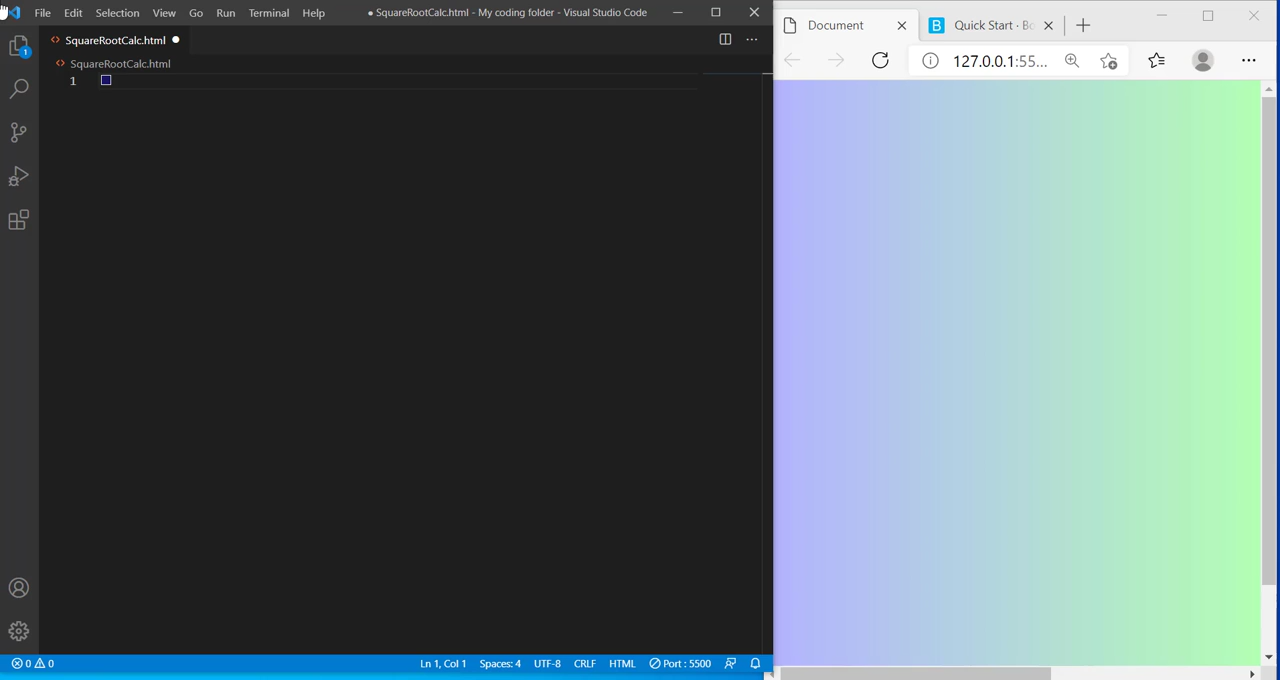 File Edit Selection View Go Run Terminal Help ● SquareRootCalc.html - My coding folder - Visual Studio Code
SquareRootCalc.html
SquareRootCalc.html
1
1
0 0 Ln 1, Col 1 Spaces: 4 UTF-8 CRLF HTML Port : 5500
Document B Quick Start · Bo
127.0.0.1:55...